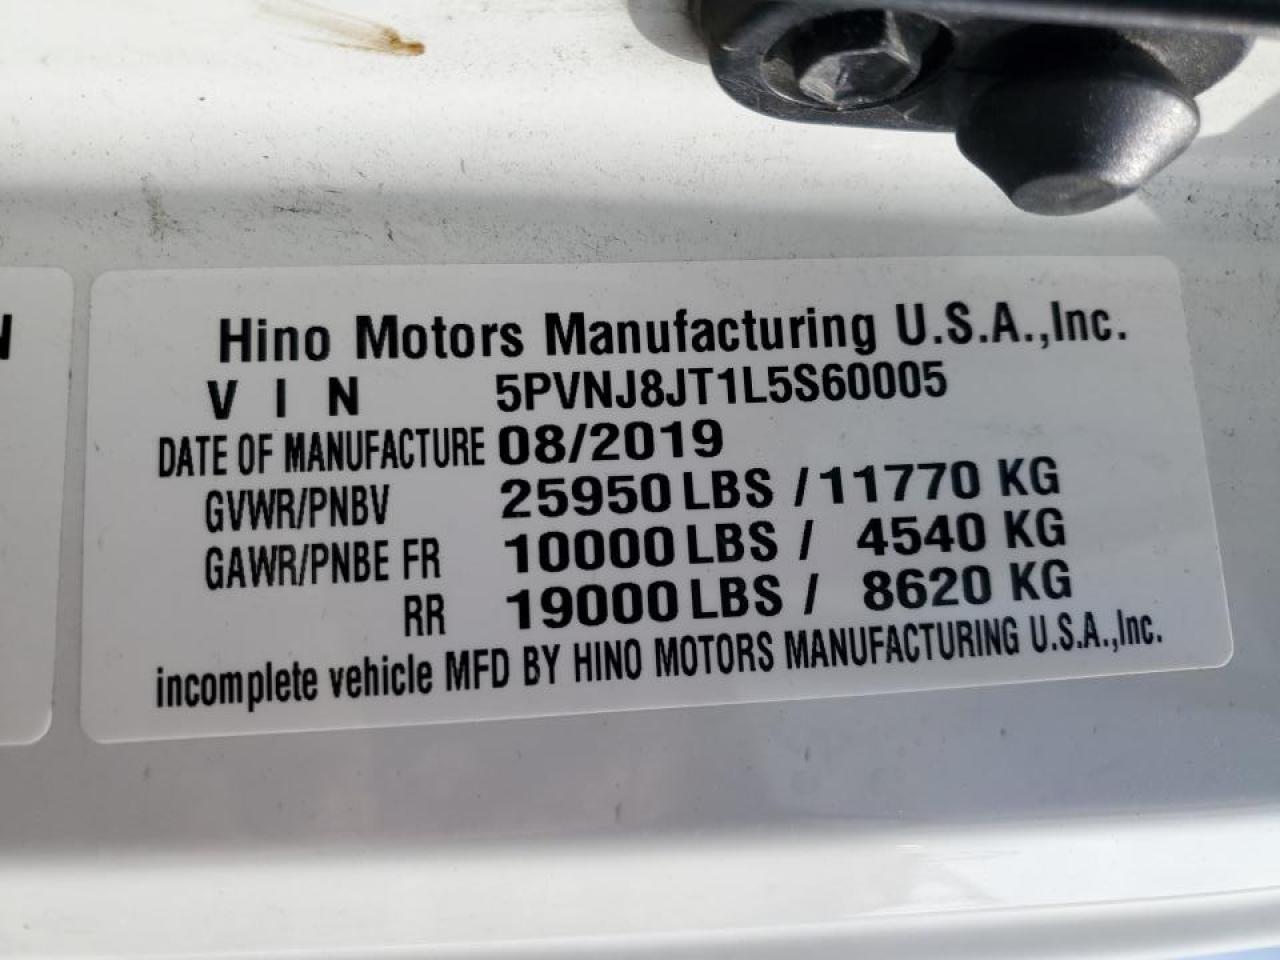 N
Hino Motors Manufacturing U.S.A.,Inc.
V I N 5PVNJ8JT1L5S60005
DATE OF MANUFACTURE 08/2019
GVWR/PNBV 25950 LBS / 11770 KG
GAWR/PNBE FR 10000 LBS / 4540 KG
RR 19000 LBS / 8620 KG
incomplete vehicle MFD BY HINO MOTORS MANUFACTURING U.S.A.,Inc.